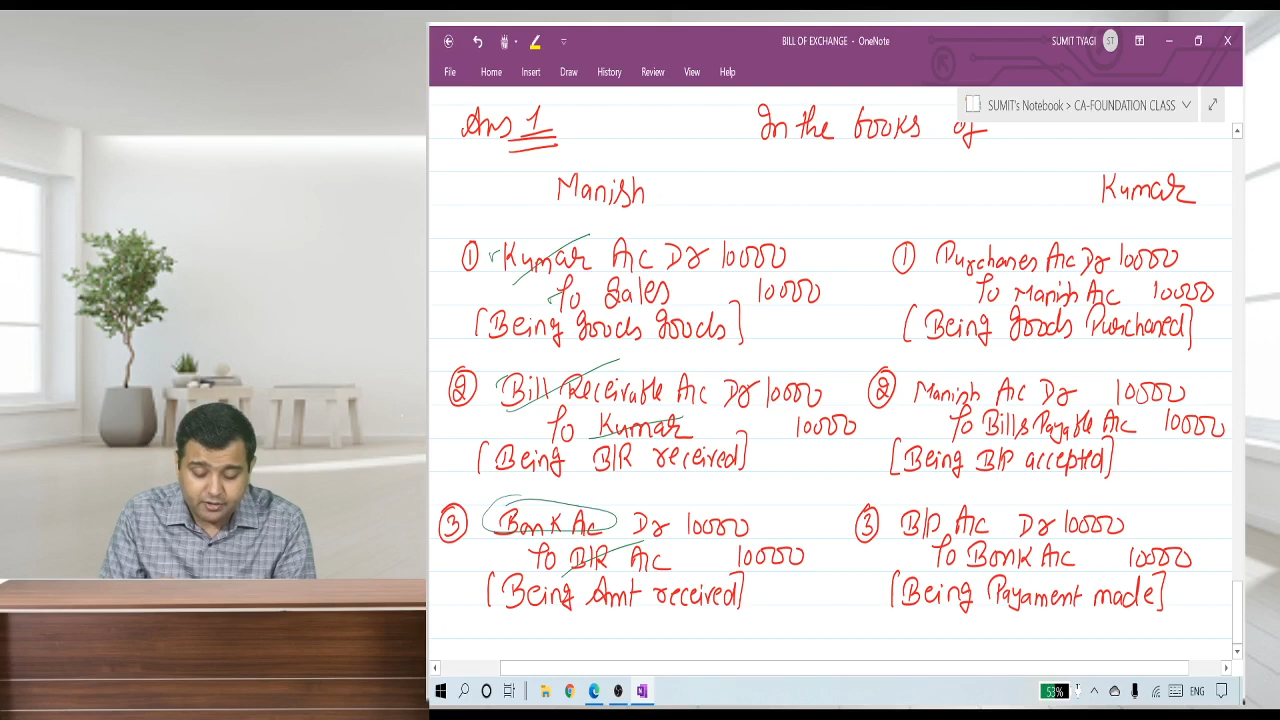 BILL OF EXCHANGE - OneNote
SUMIT TYAGI ST
File Home Insert Draw History Review View Help
SUMIT's Notebook > CA-FOUNDATION CLASS
Ans 1 In the books of
Manish Kumar
① Kumar A/c Dr 10000
To Sales 10000
[Being goods goods]
① Purchases A/c Dr 10000
To Manish A/c 10000
[Being goods Purchased]
② Bill Receivable A/c Dr 10000
To Kumar 10000
[Being B/R received]
② Manish A/c Dr 10000
To Bills Payable A/c 10000
[Being B/P accepted]
③ Bank A/c Dr 10000
To B/R A/c 10000
[Being Amt received]
③ B/P A/c Dr 10000
To Bank A/c 10000
[Being Payament made]
53% ENG